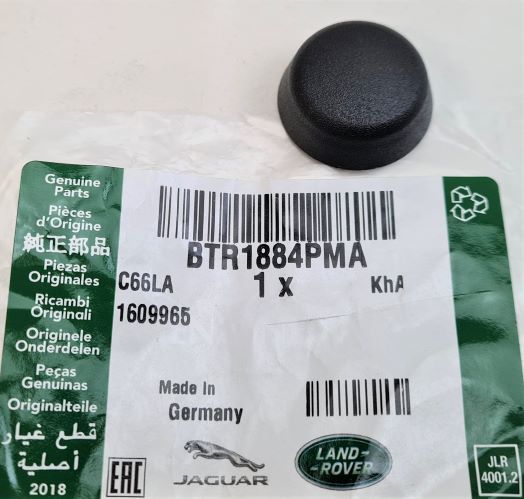 Genuine
Parts
Pièces
d'Origine
純正部品
Piezas
Originales
Ricambi
Originali
Originele
Onderdelen
Peças
Genuinas
Originalteile
قطع غيار
أصلية
2018
BTR1884PMA
C66LA
1 x
KhA
1609965
Made In
Germany
EAC
JAGUAR
LAND-
-ROVER
JLR
4001.2